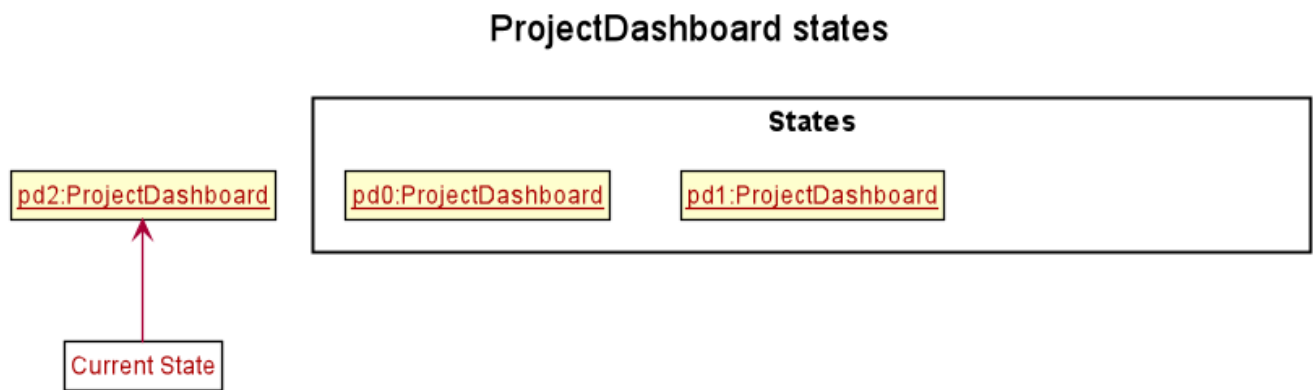 ProjectDashboard states
States
pd2:ProjectDashboard
pd0:ProjectDashboard
pd1:ProjectDashboard
Current State